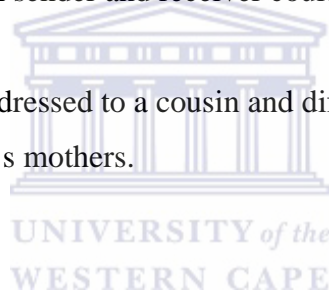 sender and receiver cou
dressed to a cousin and di
s mothers.
UNIVERSITY of the
WESTERN CAPE